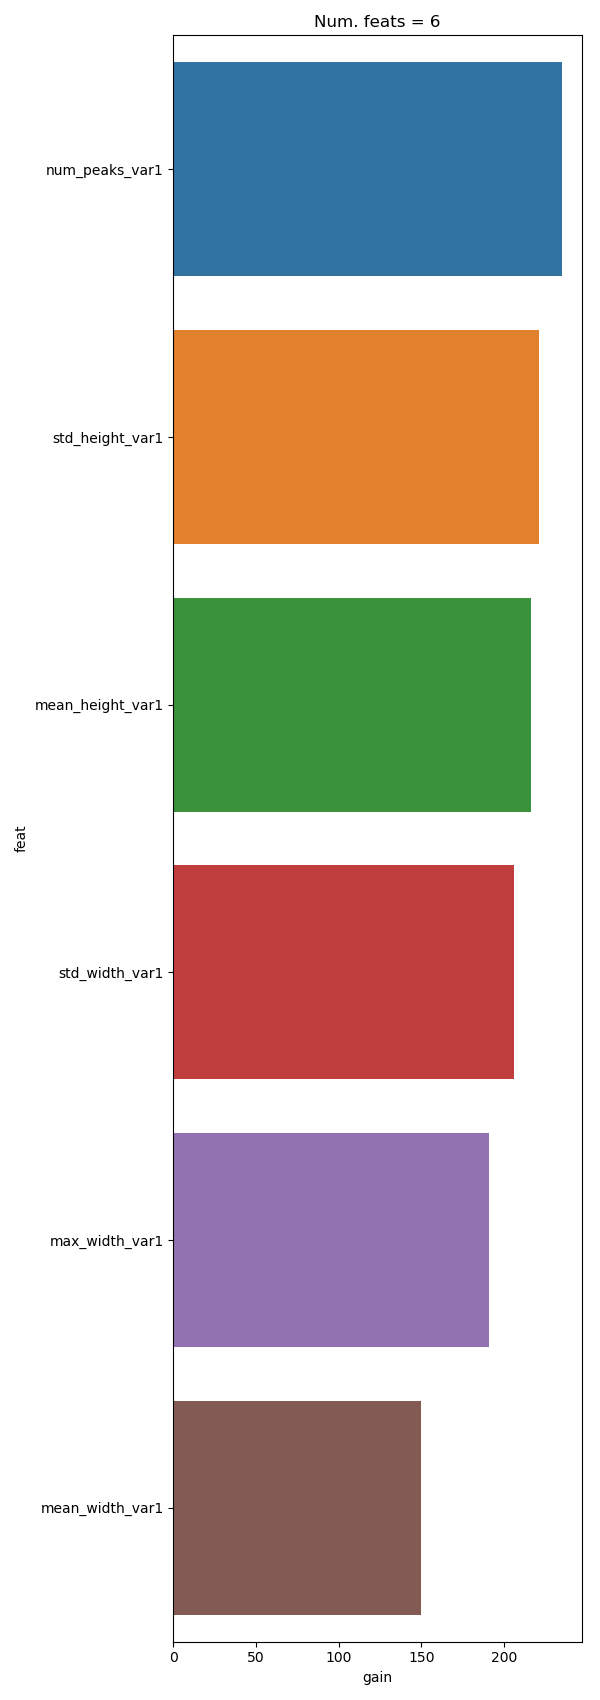 Num. feats = 6
num_peaks_var1
std_height_var1
mean_height_var1
feat
std_width_var1
max_width_var1
mean_width_var1
0 50 100 150 200
gain